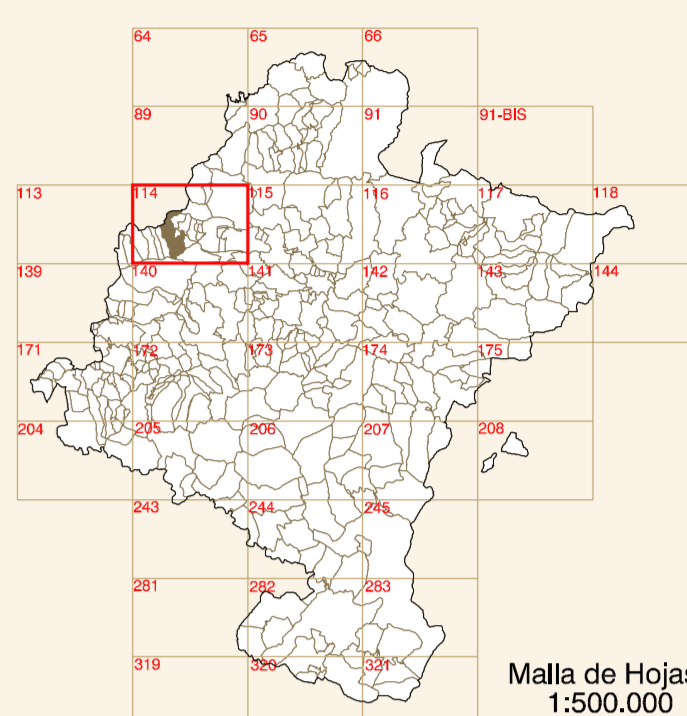 64 65 66
89 90 91 91-BIS
113 114 115 116 117 118
139 140 141 142 143 144
171 172 173 174 175
204 205 206 207 208
243 244 245
281 282 283
319 320 321
Malla de Hojas
1:500.000